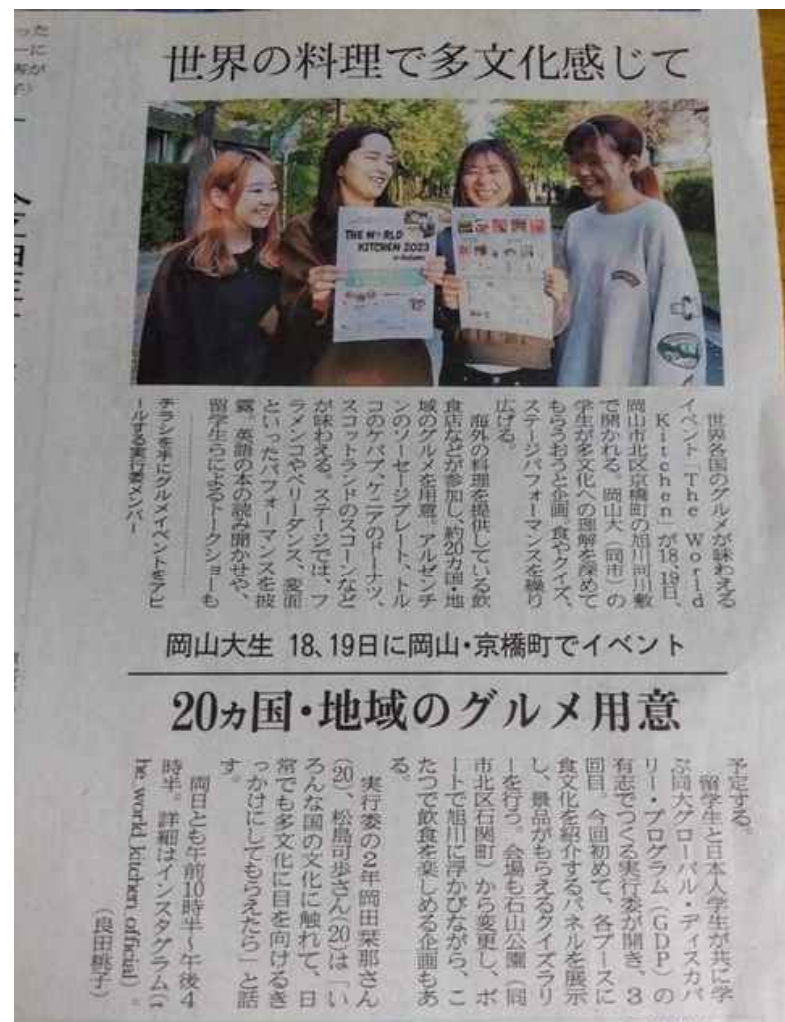 世界の料理で多文化感じて
THE WORLD
KITCHEN 2023
世界各国のグルメが味わえる
イベント「The World
Kitchen」が18、19日、
岡山市北区京橋町の旭川河川敷
で開かれる。岡山大(同市)の
学生が多文化への理解を深めて
もらおうと企画。食やクイズ、
ステージパフォーマンスを繰り
広げる。
海外の料理を提供している飲
食店などが参加し、約20カ国・地
域のグルメを用意。アルゼンチ
ンのソーセージプレート、トル
コのケバブ、ケニアのドーナツ、
スコットランドのスコーンなど
が味わえる。ステージでは、フ
ラメンコやベリーダンス、変面
といったパフォーマンスを披
露。英語の本の読み聞かせや、
留学生らによるトークショーも
チラシを手にグルメイベントをアピ
ールする実行委メンバー
岡山大生 18、19日に岡山・京橋町でイベント
20ヵ国・地域のグルメ用意
予定する。
留学生と日本人学生が共に学
ぶ同大グローバル・ディスカバ
リー・プログラム(GDP)の
有志でつくる実行委が開き、3
回目。今回初めて、各ブースに
食文化を紹介するパネルを展示
し、景品がもらえるクイズラリ
ーを行う。会場も石山公園(同
市北区石関町)から変更し、ボ
ートで旭川に浮かびながら、こ
たつで飲食を楽しめる企画もあ
る。
実行委の2年岡田栞那さん
(20)、松島可歩さん(20)は「い
ろんな国の文化に触れて、日
常でも多文化に目を向けるき
っかけにしてもらえたら」と話
す。
両日とも午前10時半~午後4
時半。詳細はインスタグラム(t
he.world.kitchen.official)。
(良田桃子)